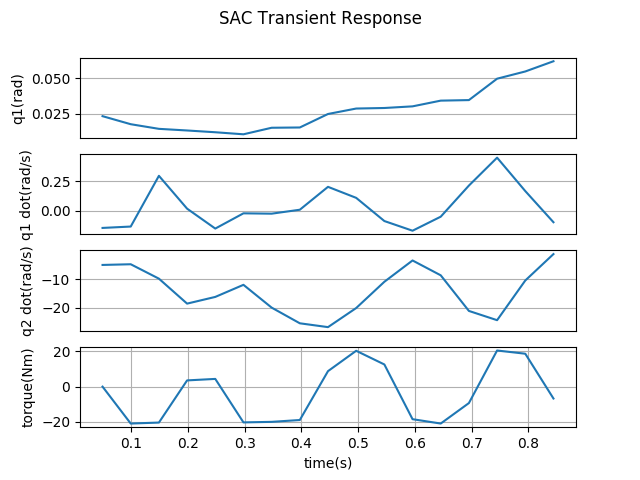 SAC Transient Response
q1(rad)
0.050
0.025
q1 dot(rad/s)
0.25
0.00
q2 dot(rad/s)
−10
−20
torque(Nm)
20
0
−20
0.1 0.2 0.3 0.4 0.5 0.6 0.7 0.8
time(s)